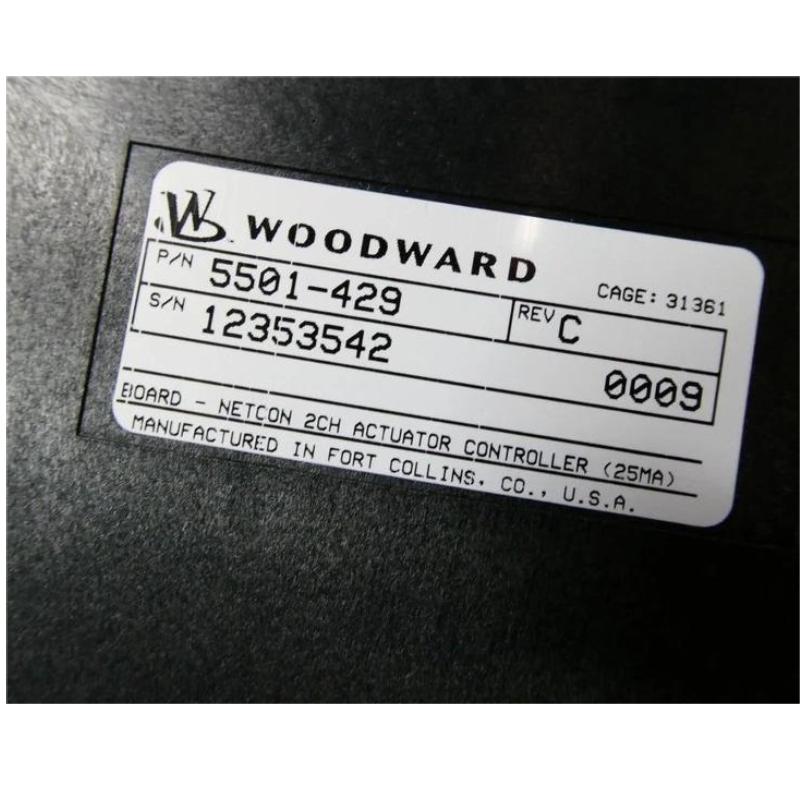 W WOODWARD
CAGE: 31361
P/N 5501-429
REV C
S/N 12353542
0009
BOARD - NETCON 2CH ACTUATOR CONTROLLER (25MA)
MANUFACTURED IN FORT COLLINS, CO., U.S.A.